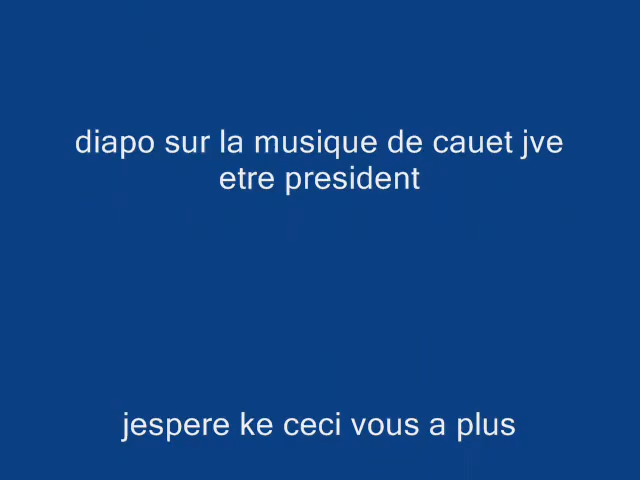 diapo sur la musique de cauet jve
etre president
jespere ke ceci vous a plus